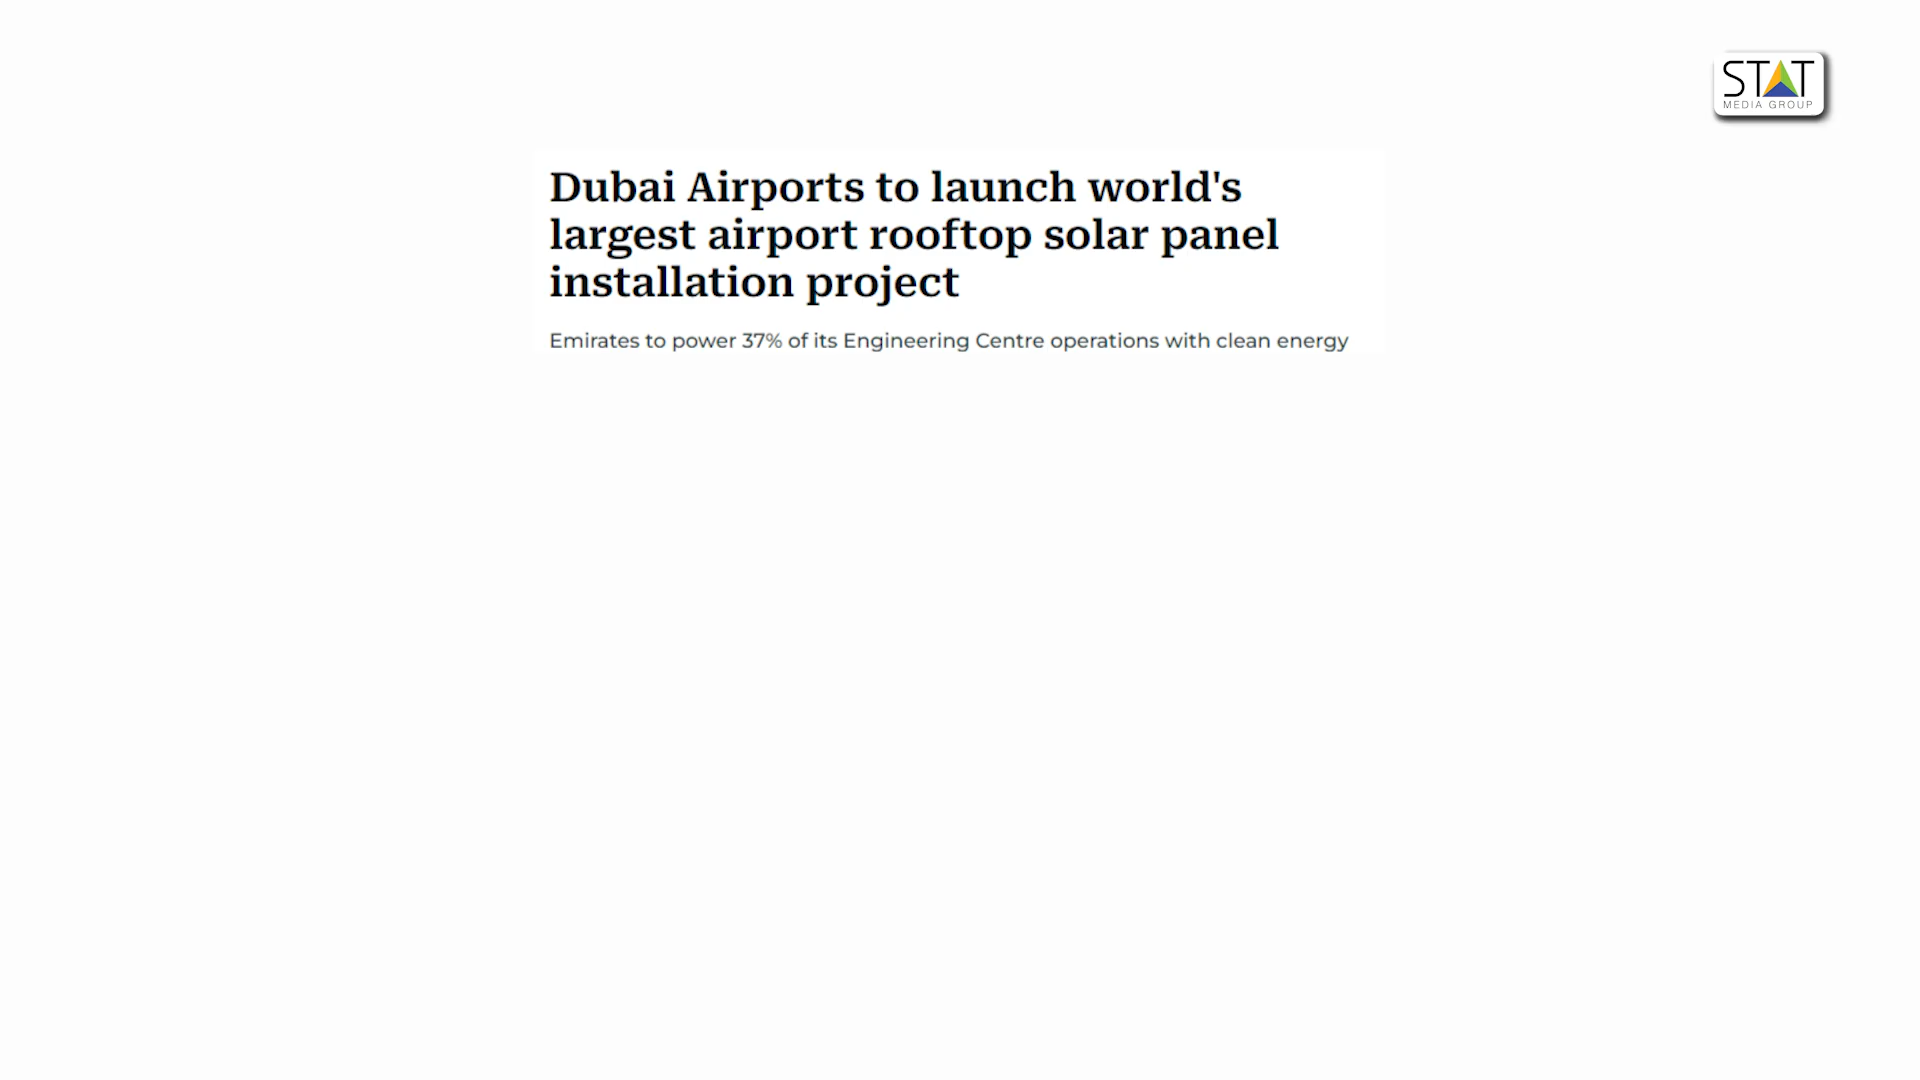 STAT
MEDIA GROUP
Dubai Airports to launch world's
largest airport rooftop solar panel
installation project
Emirates to power 37% of its Engineering Centre operations with clean energy